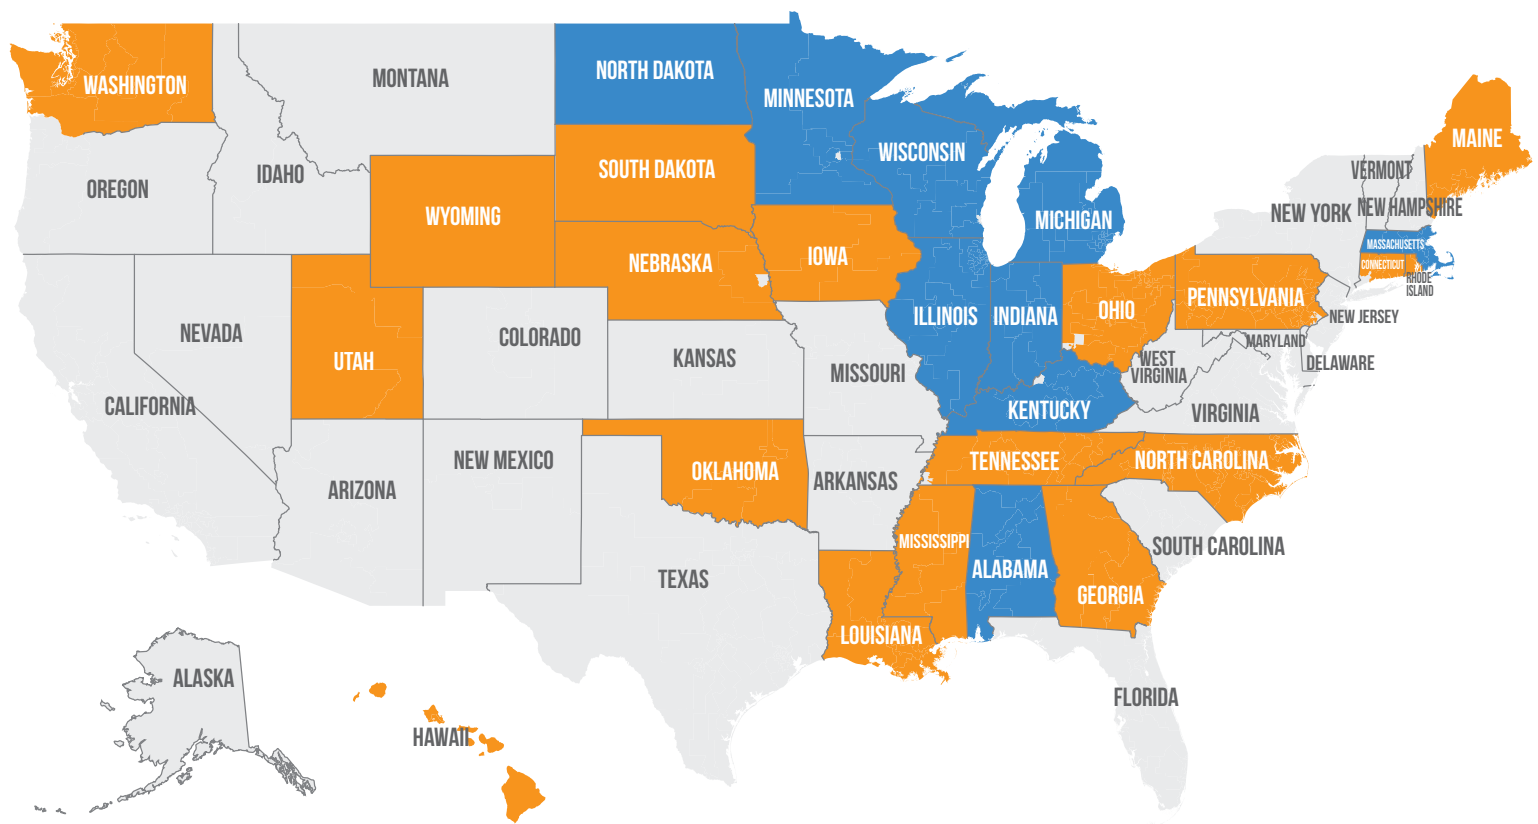 WASHINGTON
MONTANA
NORTH DAKOTA
MINNESOTA
MAINE
WISCONSIN
SOUTH DAKOTA
IDAHO
OREGON
VERMONT
NEW HAMPSHIRE
NEW YORK
WYOMING
MICHIGAN
MASSACHUSETTS
IOWA
NEBRASKA
CONNECTICUT
RHODE
ISLAND
PENNSYLVANIA
OHIO
ILLINOIS
INDIANA
NEW JERSEY
NEVADA
COLORADO
MARYLAND
UTAH
KANSAS
WEST
VIRGINIA
DELAWARE
MISSOURI
CALIFORNIA
KENTUCKY
VIRGINIA
NEW MEXICO
TENNESSEE
NORTH CAROLINA
OKLAHOMA
ARKANSAS
ARIZONA
MISSISSIPPI
SOUTH CAROLINA
ALABAMA
TEXAS
GEORGIA
LOUISIANA
ALASKA
FLORIDA
HAWAII